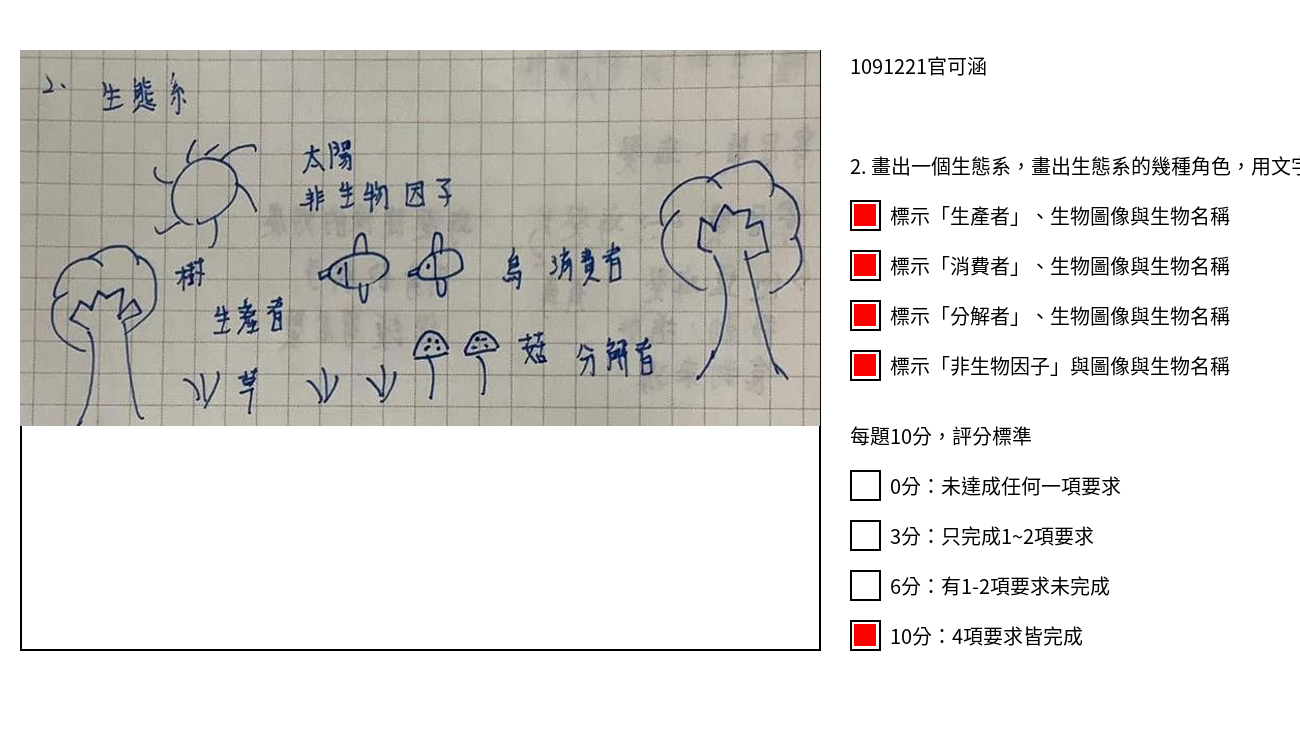 2. 生態系
太陽
非生物因子
樹
生產者
鳥 消費者
菇 分解者
草
1091221官可涵
2. 畫出一個生態系，畫出生態系的幾種角色，用文字
標示「生產者」、生物圖像與生物名稱
標示「消費者」、生物圖像與生物名稱
標示「分解者」、生物圖像與生物名稱
標示「非生物因子」與圖像與生物名稱
每題10分，評分標準
0分：未達成任何一項要求
3分：只完成1~2項要求
6分：有1-2項要求未完成
10分：4項要求皆完成